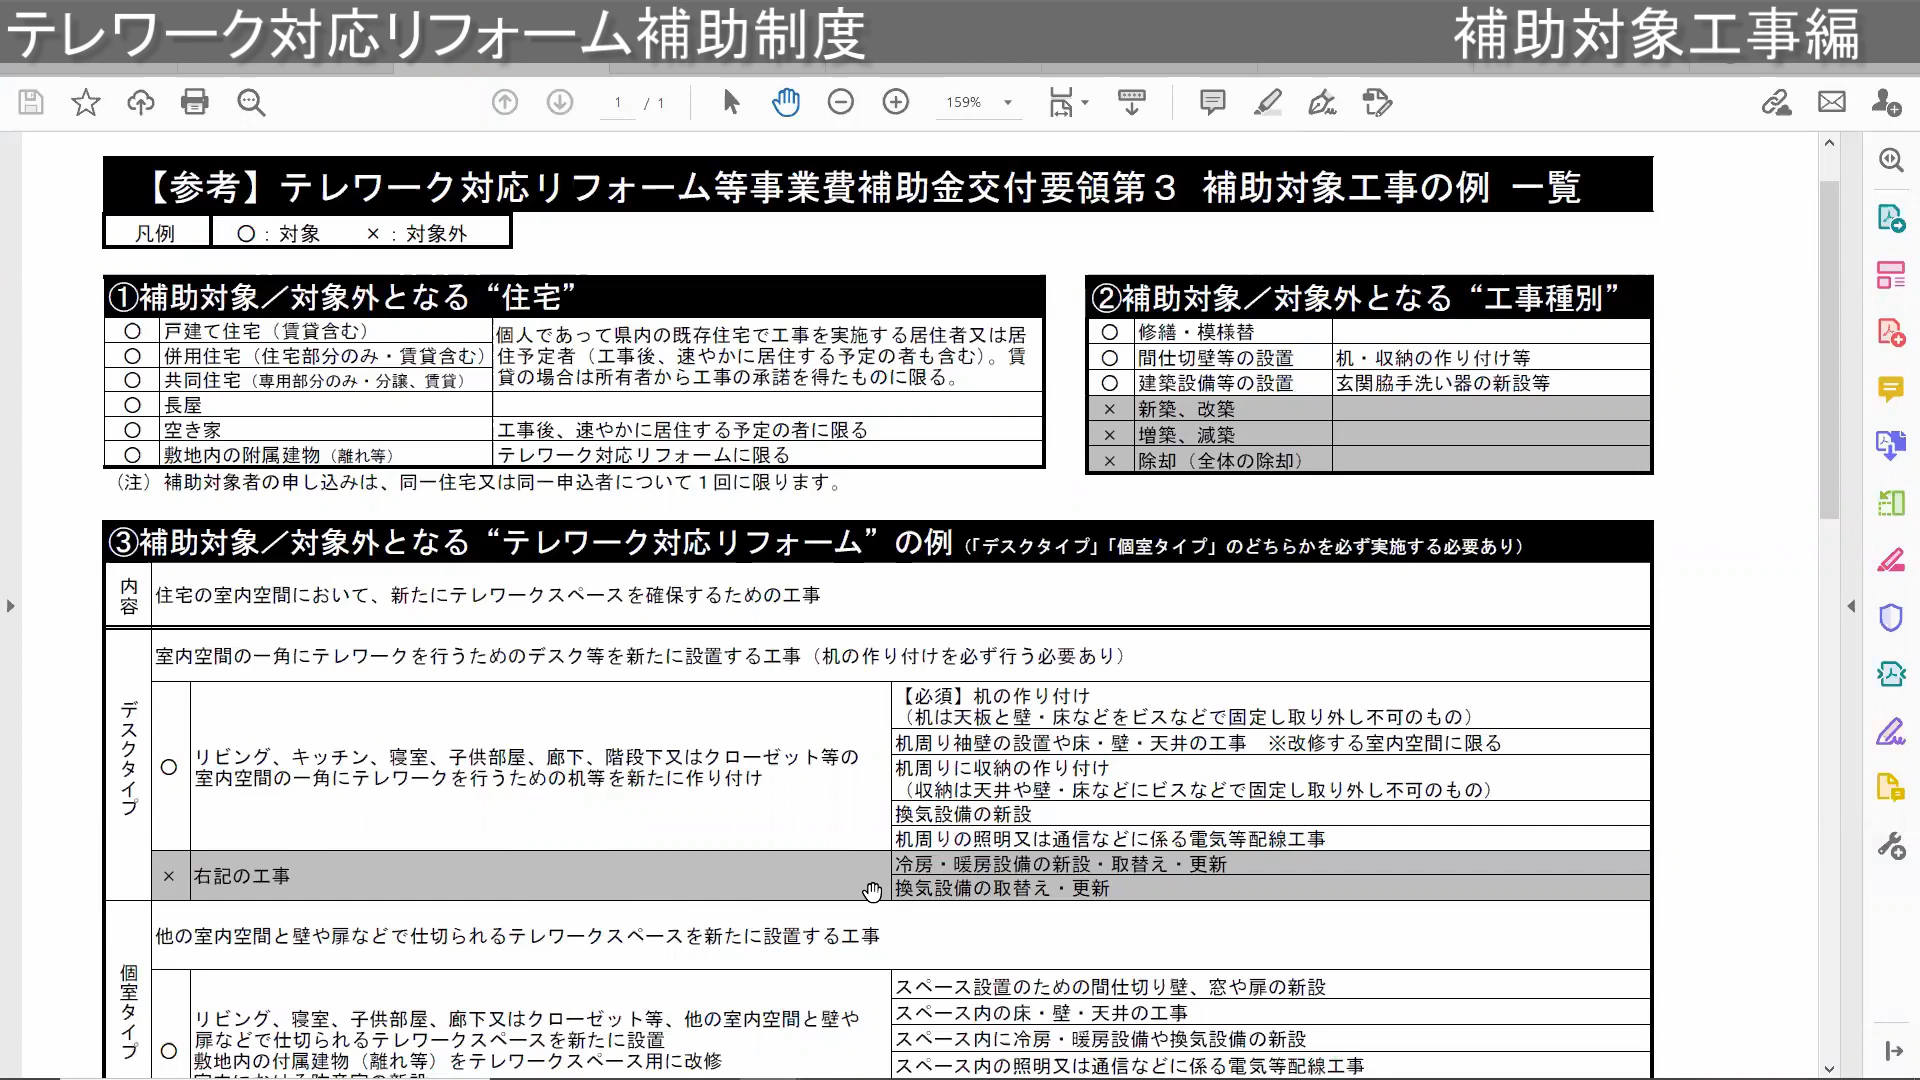 テレワーク対応リフォーム補助制度 補助対象工事編
1 / 1 159%
【参考】テレワーク対応リフォーム等事業費補助金交付要領第３ 補助対象工事の例 一覧
凡例 〇：対象 ×：対象外
①補助対象／対象外となる“住宅”
〇 戸建て住宅（賃貸含む）
〇 併用住宅（住宅部分のみ・賃貸含む）
〇 共同住宅（専用部分のみ・分譲、賃貸）
個人であって県内の既存住宅で工事を実施する居住者又は居
住予定者（工事後、速やかに居住する予定の者も含む）。賃
貸の場合は所有者から工事の承諾を得たものに限る。
〇 長屋
〇 空き家 工事後、速やかに居住する予定の者に限る
〇 敷地内の附属建物（離れ等） テレワーク対応リフォームに限る
（注）補助対象者の申し込みは、同一住宅又は同一申込者について１回に限ります。
②補助対象／対象外となる“工事種別”
〇 修繕・模様替
〇 間仕切壁等の設置 机・収納の作り付け等
〇 建築設備等の設置 玄関脇手洗い器の新設等
× 新築、改築
× 増築、減築
× 除却（全体の除却）
③補助対象／対象外となる“テレワーク対応リフォーム”の例（「デスクタイプ」「個室タイプ」のどちらかを必ず実施する必要あり）
内容 住宅の室内空間において、新たにテレワークスペースを確保するための工事
デスクタイプ
室内空間の一角にテレワークを行うためのデスク等を新たに設置する工事（机の作り付けを必ず行う必要あり）
〇 リビング、キッチン、寝室、子供部屋、廊下、階段下又はクローゼット等の
室内空間の一角にテレワークを行うための机等を新たに作り付け
【必須】机の作り付け
（机は天板と壁・床などをビスなどで固定し取り外し不可のもの）
机周り袖壁の設置や床・壁・天井の工事 ※改修する室内空間に限る
机周りに収納の作り付け
（収納は天井や壁・床などにビスなどで固定し取り外し不可のもの）
換気設備の新設
机周りの照明又は通信などに係る電気等配線工事
× 右記の工事
冷房・暖房設備の新設・取替え・更新
換気設備の取替え・更新
個室タイプ
他の室内空間と壁や扉などで仕切られるテレワークスペースを新たに設置する工事
〇 リビング、寝室、子供部屋、廊下又はクローゼット等、他の室内空間と壁や
扉などで仕切られるテレワークスペースを新たに設置
敷地内の付属建物（離れ等）をテレワークスペース用に改修
スペース設置のための間仕切り壁、窓や扉の新設
スペース内の床・壁・天井の工事
スペース内に冷房・暖房設備や換気設備の新設
スペース内の照明又は通信などに係る電気等配線工事